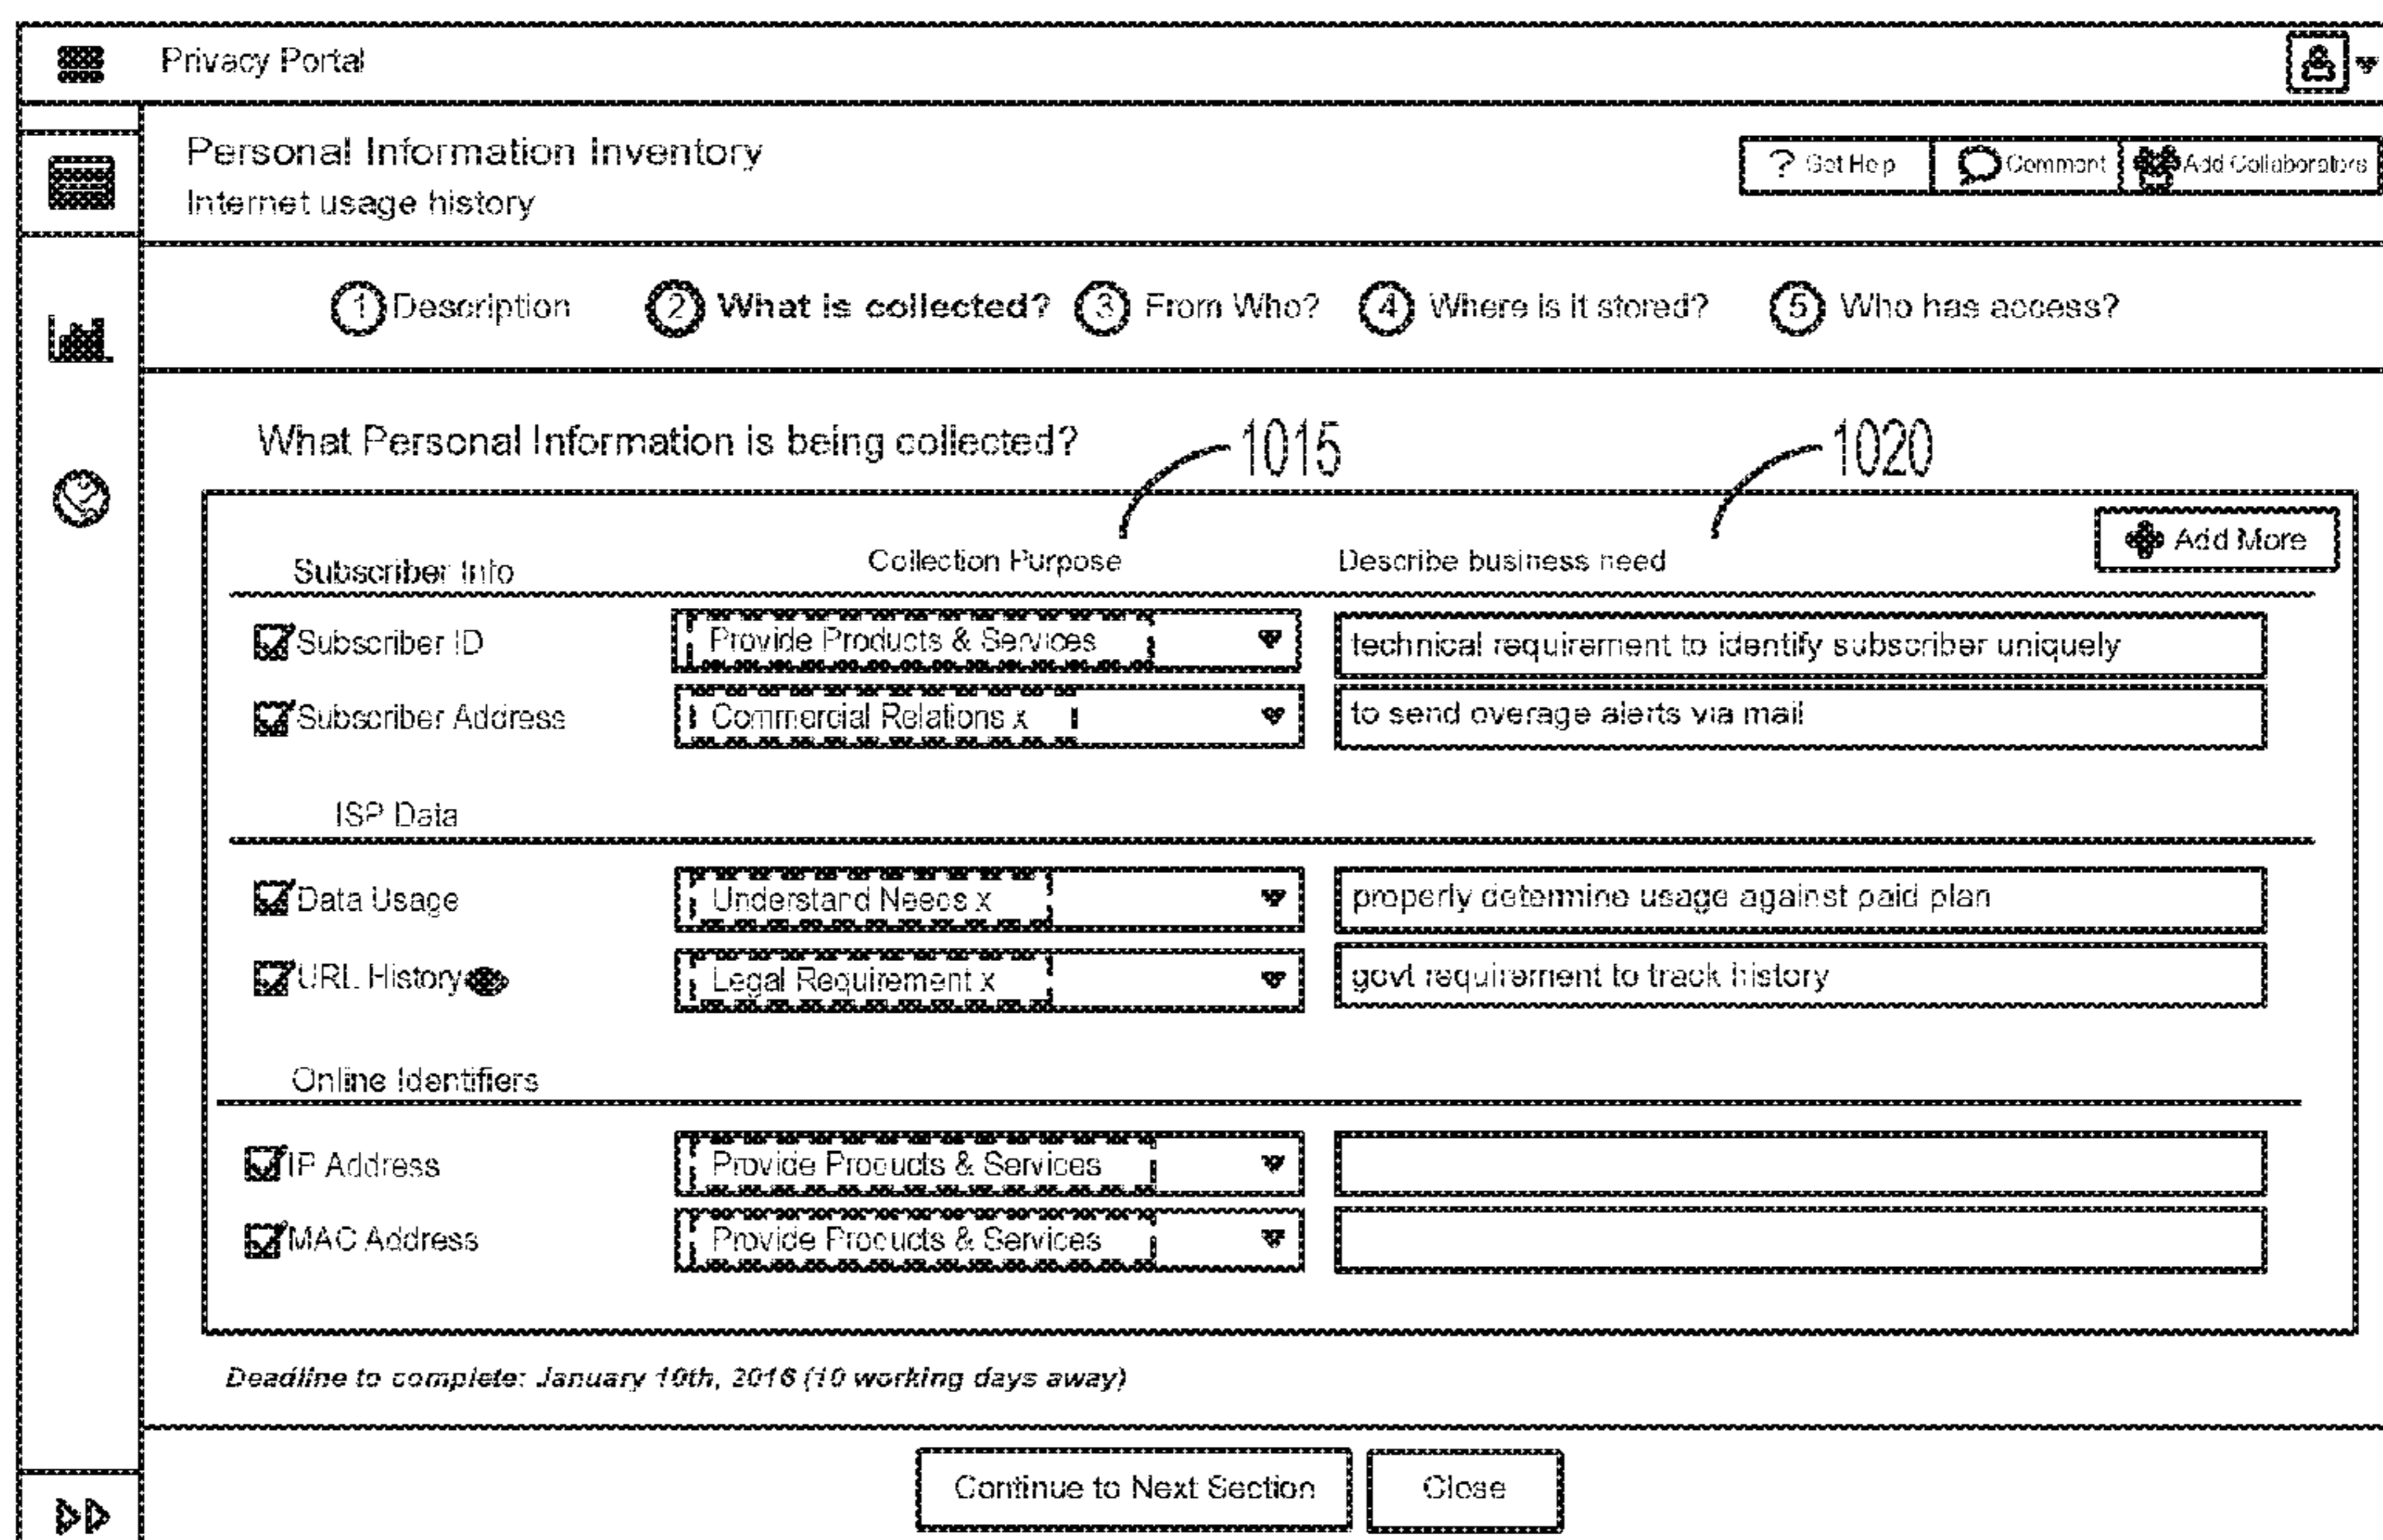 Privacy Portal
Personal Information Inventory
? Get Help Comment Add Collaborators
Internet usage history
1 Description 2 What is collected? 3 From Who? 4 Where is it stored? 5 Who has access?
What Personal Information is being collected? 1015 1020
Subscriber Info Collection Purpose Describe business need Add More
Subscriber ID Provide Products & Services technical requirement to identify subscriber uniquely
Subscriber Address Commercial Relations x to send overage alerts via mail
ISP Data
Data Usage Understand Needs x properly determine usage against paid plan
URL History Legal Requirement x govt requirement to track history
Online Identifiers
IP Address Provide Products & Services
MAC Address Provide Products & Services
Deadline to complete: January 10th, 2016 (10 working days away)
Continue to Next Section Close